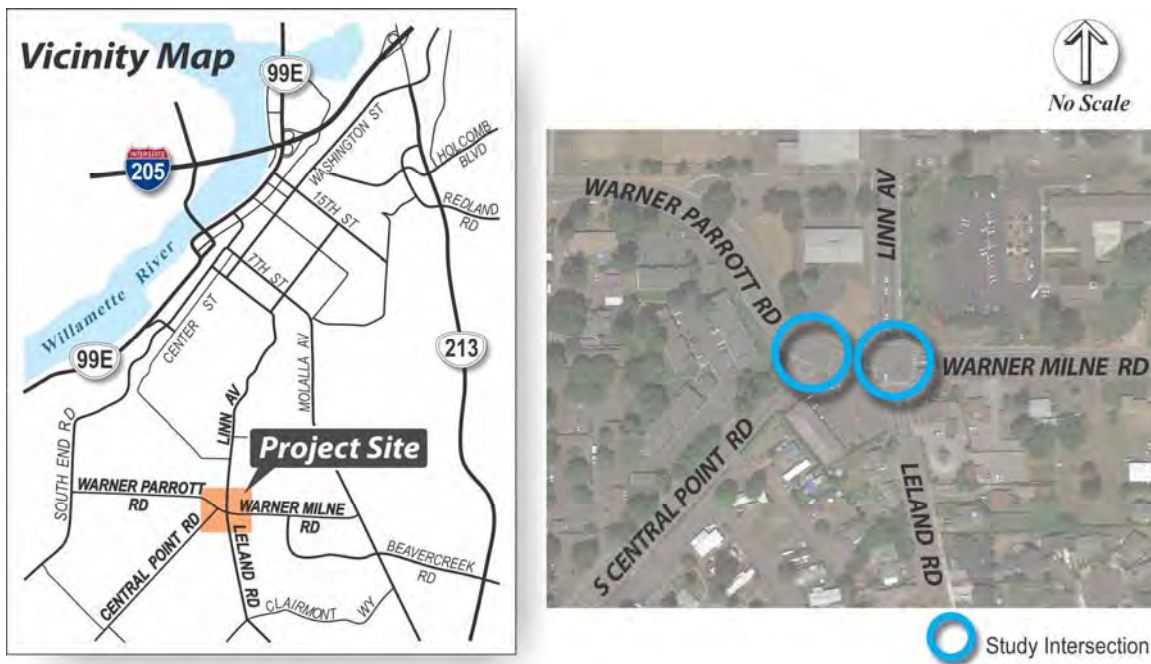 Vicinity Map
99E
INTERSTATE
205
WASHINGTON ST
HOLCOMB
BLVD
REDLAND
RD
15TH ST
7TH ST
Willamette River
CENTER ST
99E
MOLALLA AV
213
LINN AV
SOUTH END RD
Project Site
WARNER PARROTT
RD
WARNER MILNE
RD
CENTRAL POINT RD
LELAND RD
BEAVERCREEK
RD
CLAIRMONT WY
No Scale
WARNER PARROTT RD
LINN AV
WARNER MILNE RD
S CENTRAL POINT RD
LELAND RD
Study Intersection